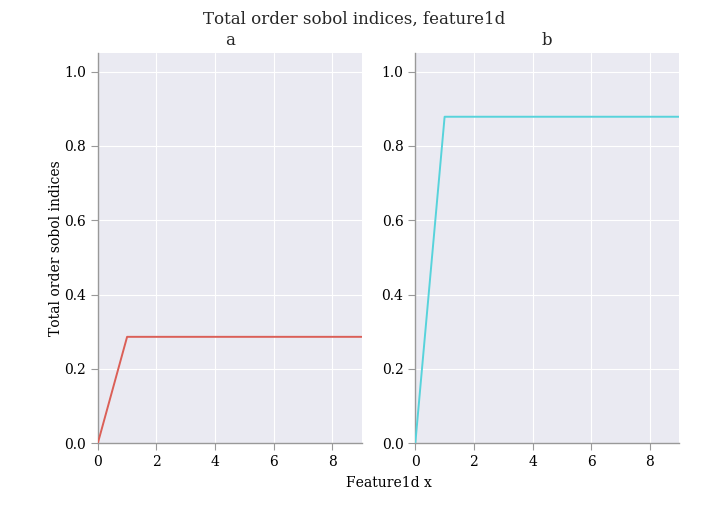 Total order sobol indices, feature1d
a
b
Total order sobol indices
1.0
0.8
0.6
0.4
0.2
0.0
0 2 4 6 8
1.0
0.8
0.6
0.4
0.2
0.0
0 2 4 6 8
Feature1d x